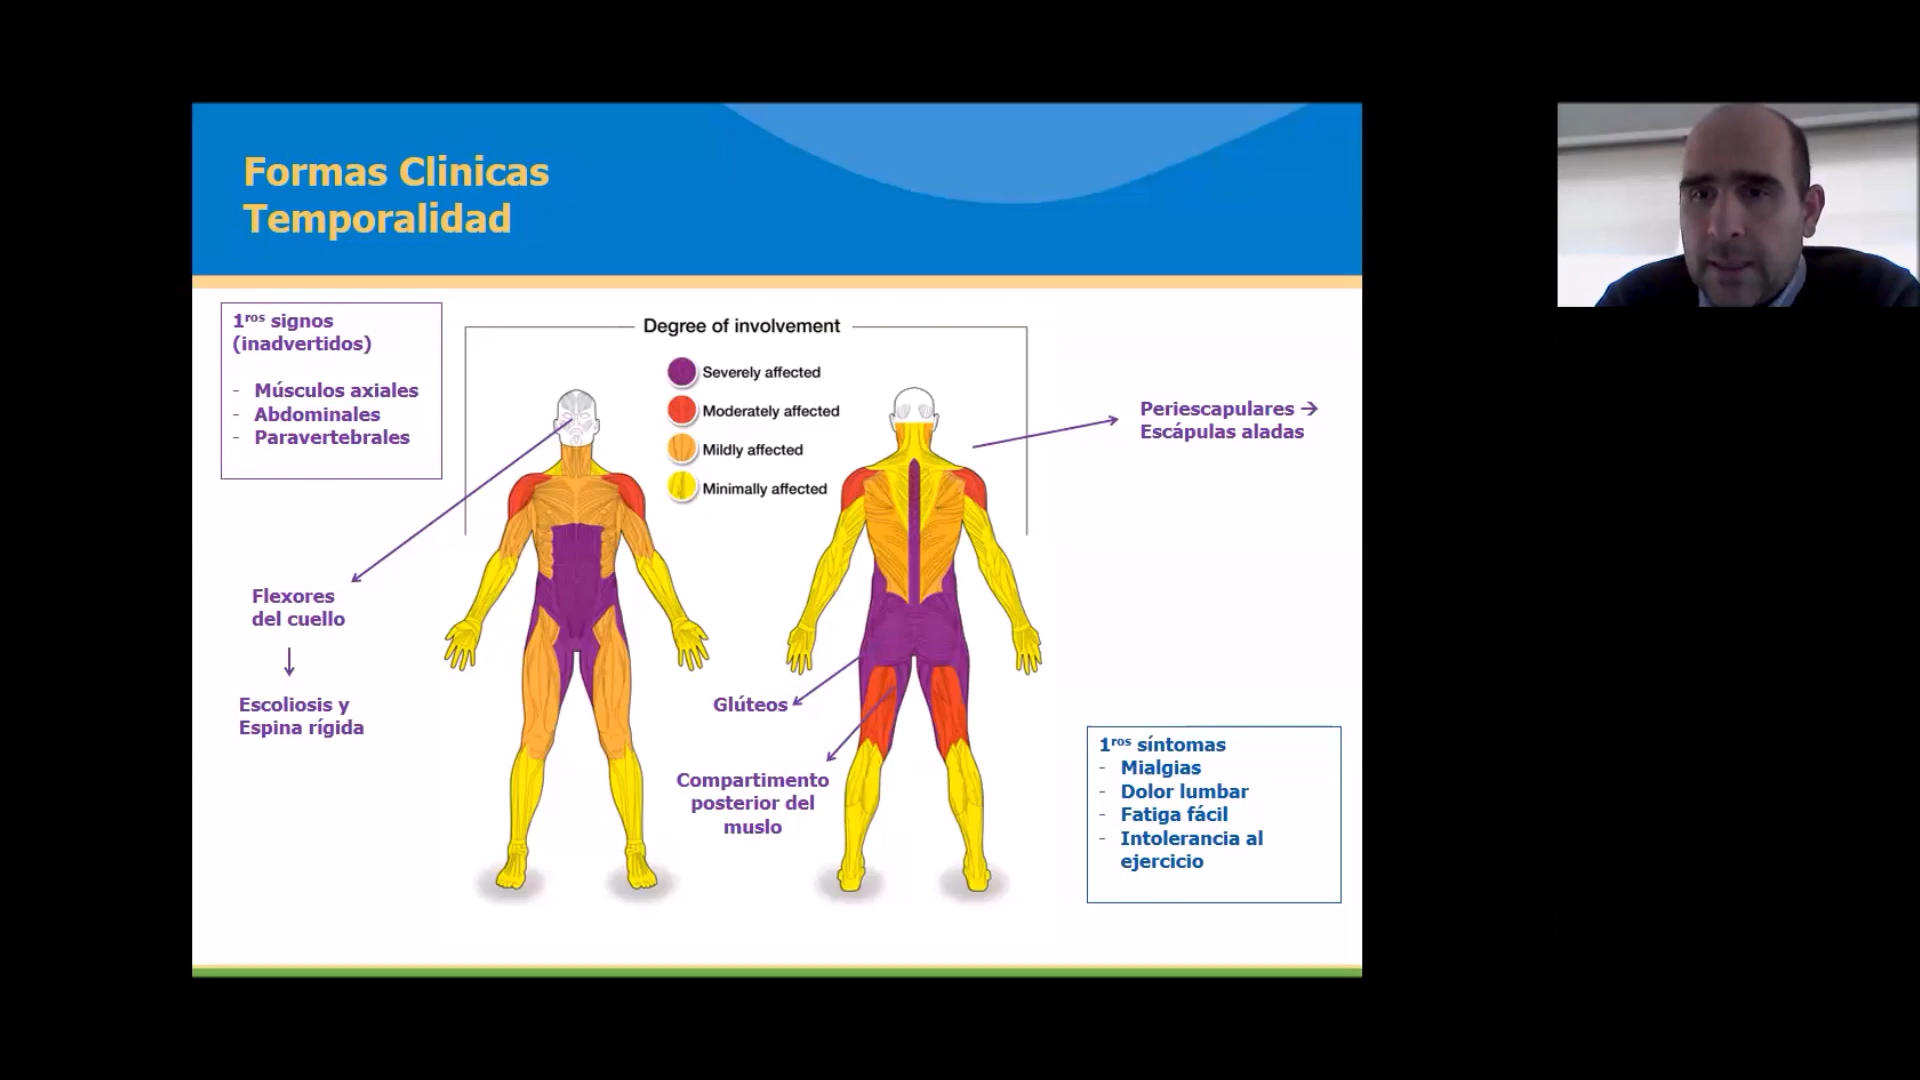 Formas Clinicas
Temporalidad
1ros signos
(inadvertidos)
- Músculos axiales
- Abdominales
- Paravertebrales
Degree of involvement
Severely affected
Moderately affected
Mildly affected
Minimally affected
Periescapulares →
Escápulas aladas
Flexores
del cuello
Escoliosis y
Espina rígida
Glúteos
Compartimento
posterior del
muslo
1ros síntomas
- Mialgias
- Dolor lumbar
- Fatiga fácil
- Intolerancia al
ejercicio